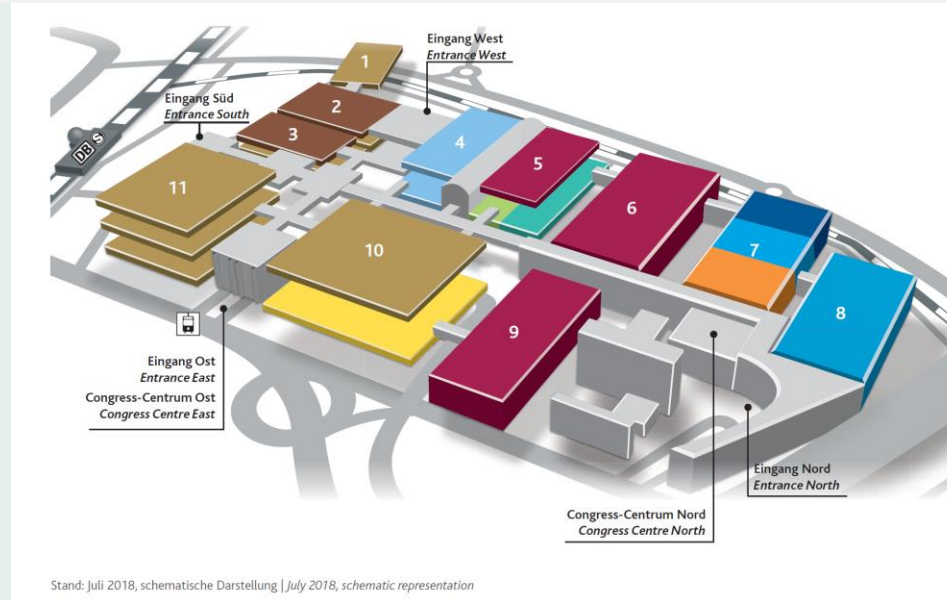 1
Eingang West
Entrance West
2
Eingang Süd
Entrance South
3
4
5
DB S
11
6
10
7
8
9
Eingang Ost
Entrance East
Congress-Centrum Ost
Congress Centre East
Eingang Nord
Entrance North
Congress-Centrum Nord
Congress Centre North
Stand: Juli 2018, schematische Darstellung | July 2018, schematic representation